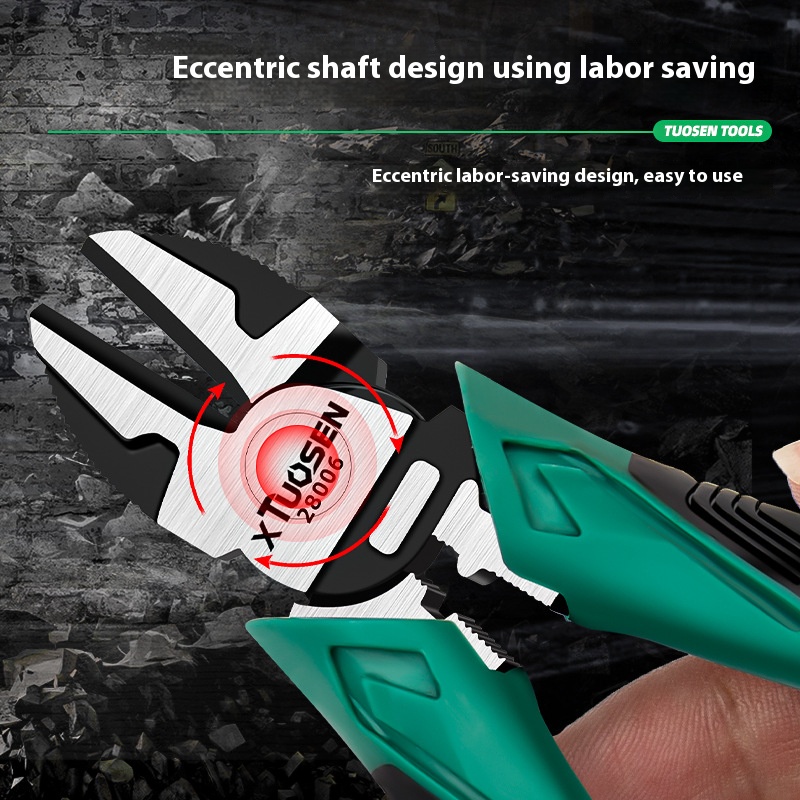 Eccentric shaft design using labor saving
TUOSEN TOOLS
Eccentric labor-saving design, easy to use
XTUOSEN
28006